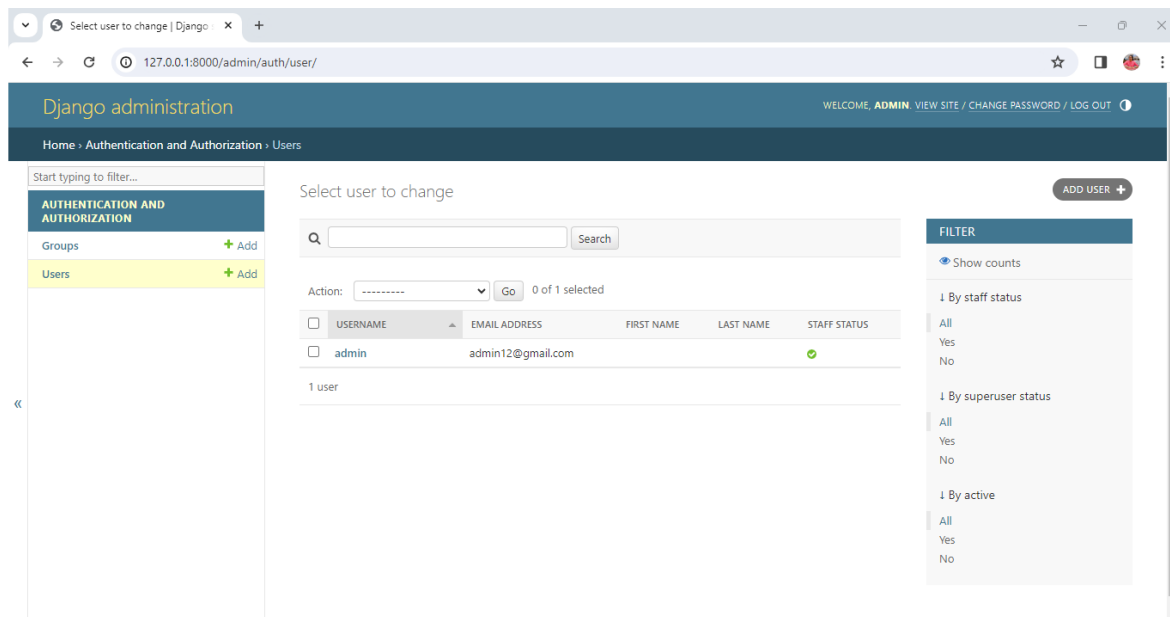 Select user to change | Django
127.0.0.1:8000/admin/auth/user/
Django administration
WELCOME, ADMIN. VIEW SITE / CHANGE PASSWORD / LOG OUT
Home › Authentication and Authorization › Users
Start typing to filter...
AUTHENTICATION AND
AUTHORIZATION
Groups + Add
Users + Add
«
Select user to change
ADD USER +
Search
Action: --------- Go 0 of 1 selected
USERNAME EMAIL ADDRESS FIRST NAME LAST NAME STAFF STATUS
admin admin12@gmail.com
1 user
FILTER
Show counts
↓ By staff status
All
Yes
No
↓ By superuser status
All
Yes
No
↓ By active
All
Yes
No